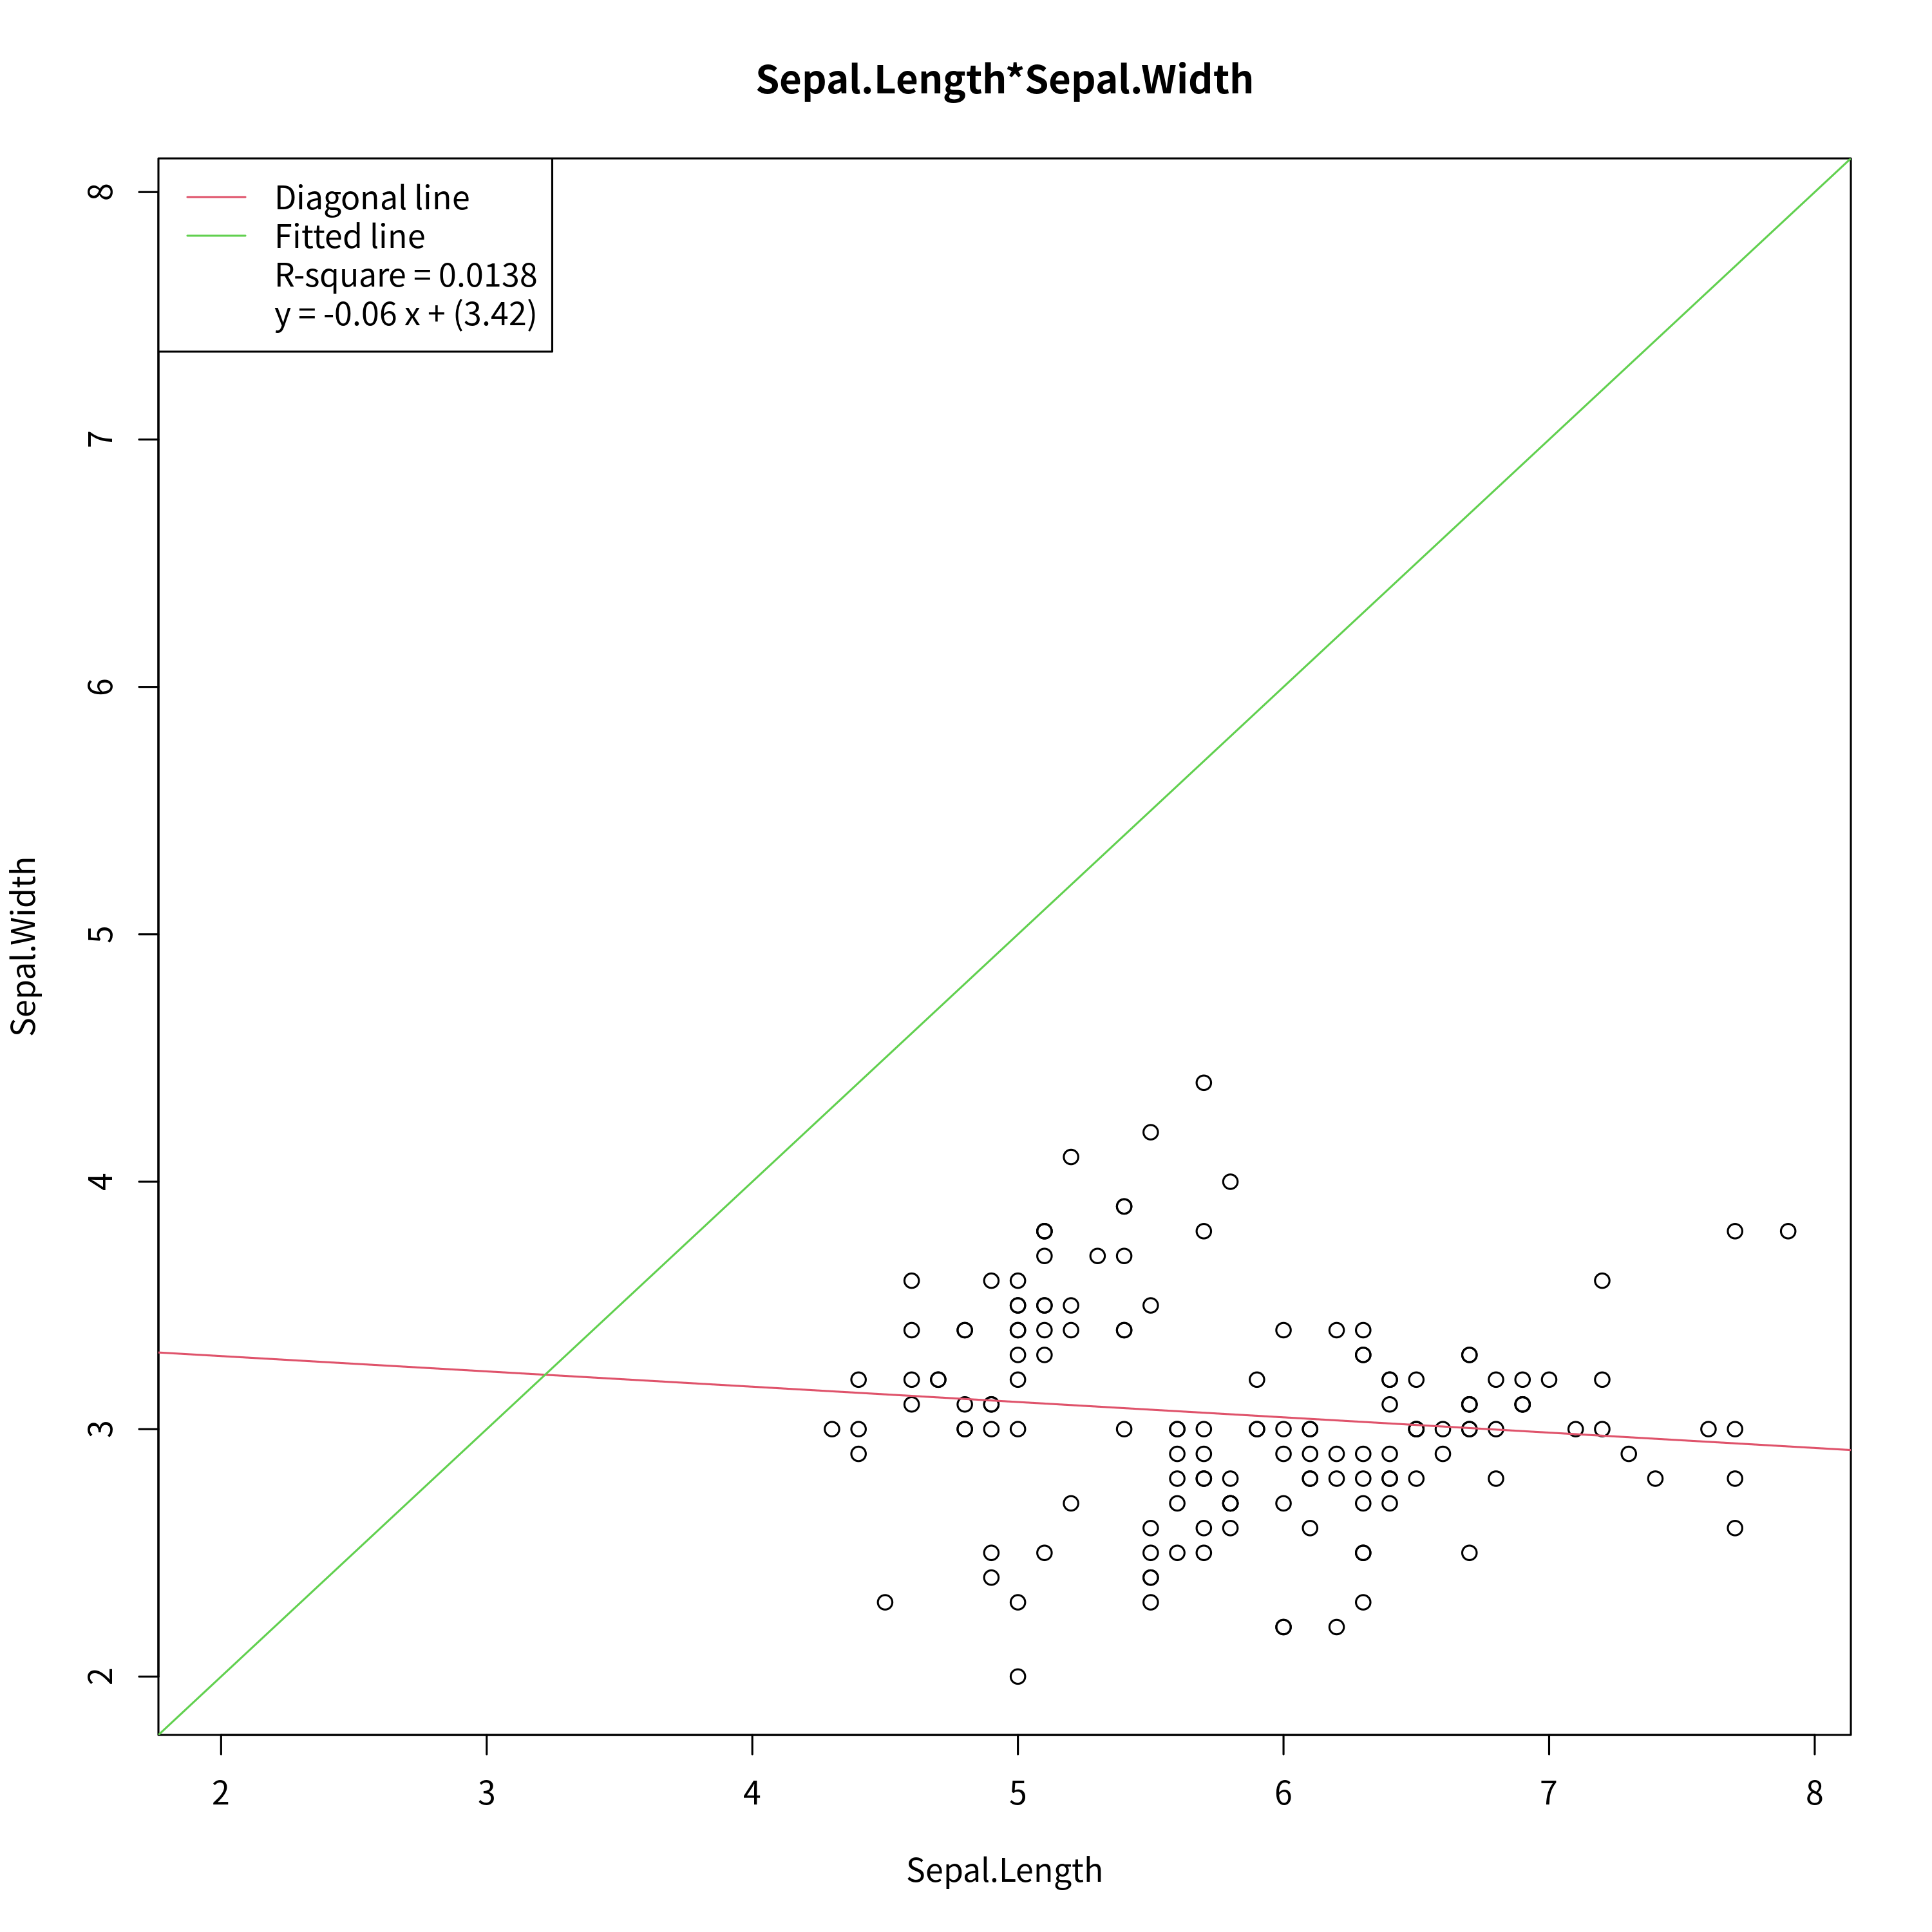 Sepal.Length*Sepal.Width
Diagonal line
Fitted line
R-square = 0.0138
y = -0.06 x + (3.42)
8
7
6
5
4
3
2
Sepal.Width
2 3 4 5 6 7 8
Sepal.Length